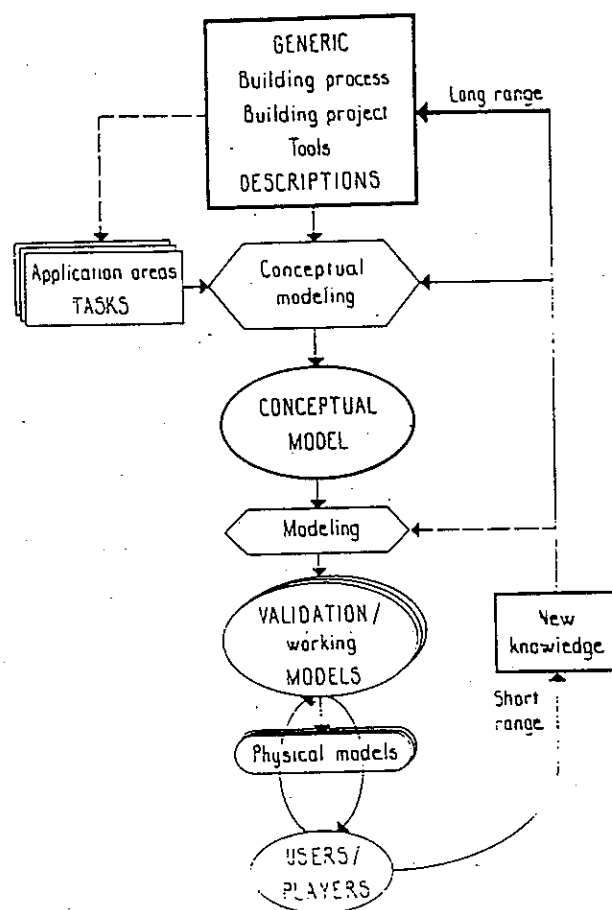 GENERIC
Building process
Building project
Tools
DESCRIPTIONS
Long range
Application areas
TASKS
Conceptual
modeling
CONCEPTUAL
MODEL
Modeling
VALIDATION/
working
MODELS
New
knowledge
Short
range
Physical models
USERS/
PLAYERS